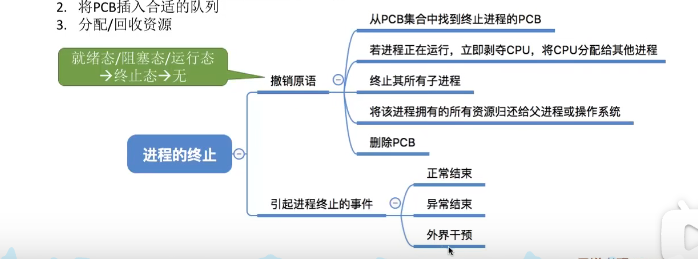 2. 将PCB插入合适的队列
3. 分配/回收资源
就绪态/阻塞态/运行态
→终止态→无
进程的终止
撤销原语
从PCB集合中找到终止进程的PCB
若进程正在运行，立即剥夺CPU，将CPU分配给其他进程
终止其所有子进程
将该进程拥有的所有资源归还给父进程或操作系统
删除PCB
引起进程终止的事件
正常结束
异常结束
外界干预